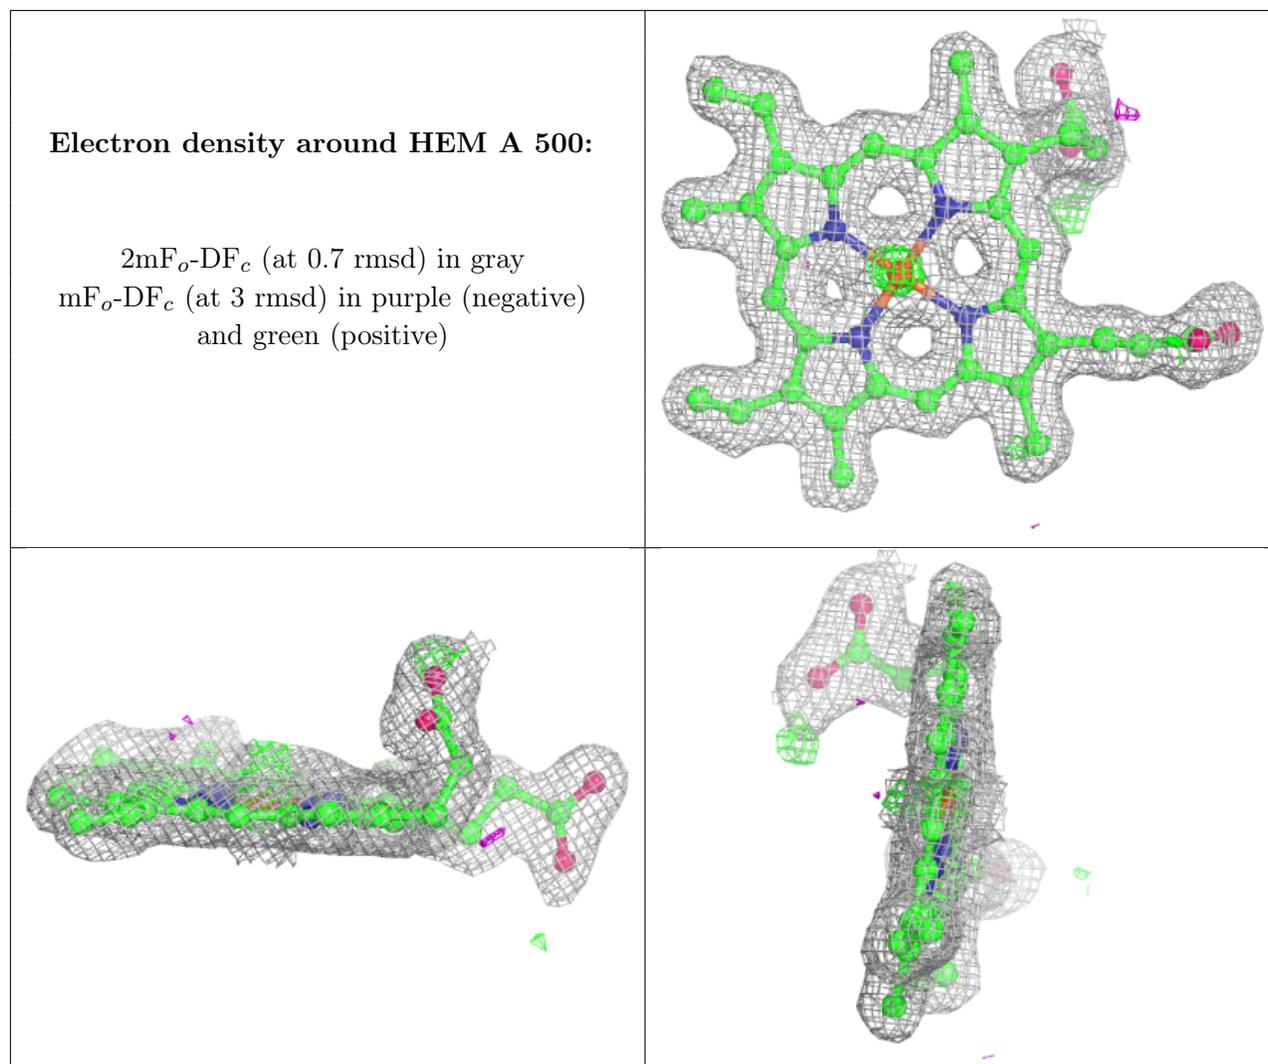 Electron density around HEM A 500:
2mFo-DFc (at 0.7 rmsd) in gray
mFo-DFc (at 3 rmsd) in purple (negative)
and green (positive)